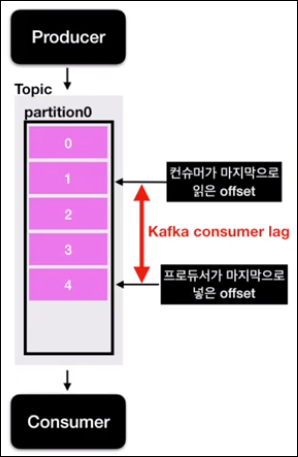 Producer
Topic
partition0
0
1
2
3
4
컨슈머가 마지막으로
읽은 offset
Kafka consumer lag
프로듀서가 마지막으로
넣은 offset
Consumer